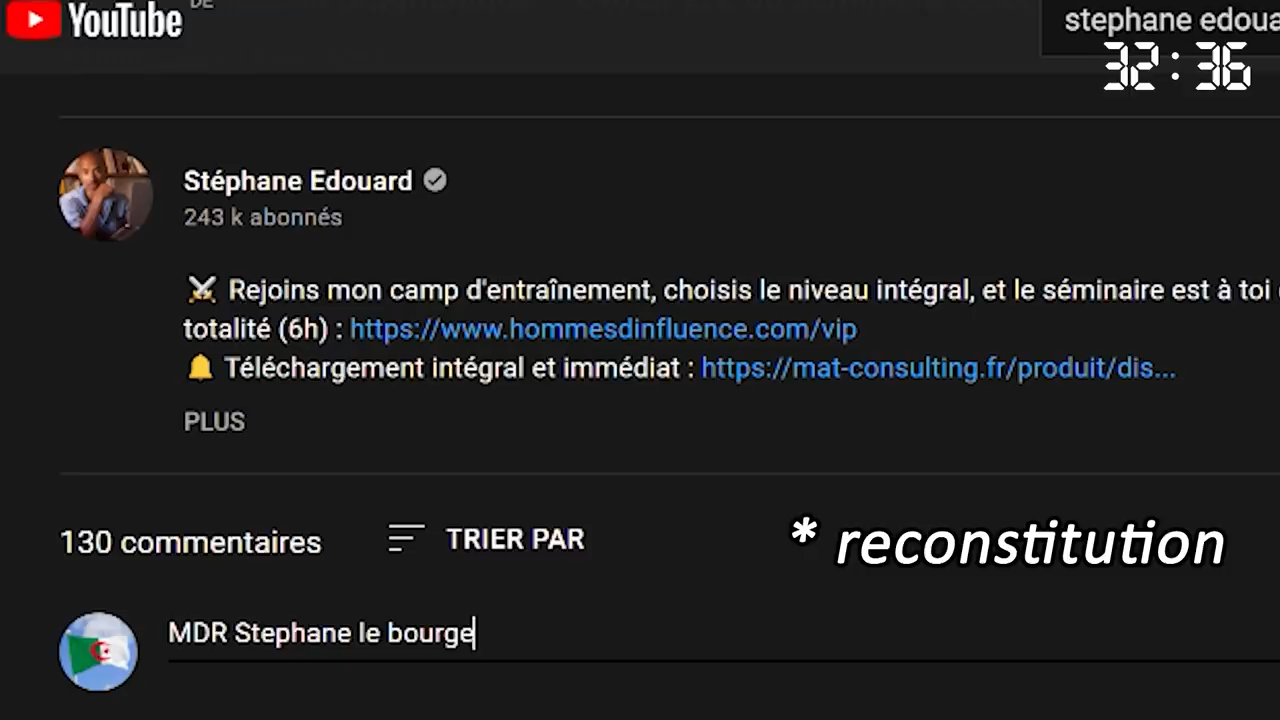 DE
YouTube
stephane edoua
32:36
Stéphane Edouard
243 k abonnés
⚔️ Rejoins mon camp d'entraînement, choisis le niveau intégral, et le séminaire est à toi
totalité (6h) : https://www.hommesdinfluence.com/vip
🔔 Téléchargement intégral et immédiat : https://mat-consulting.fr/produit/dis...
PLUS
130 commentaires
TRIER PAR
* reconstitution
MDR Stephane le bourge